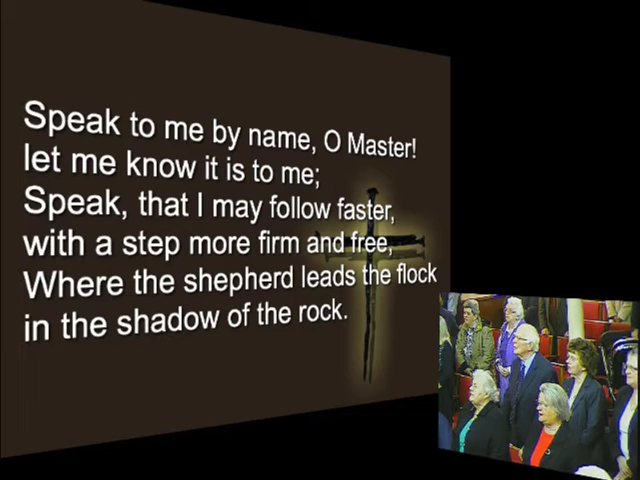 Speak to me by name, O Master!
let me know it is to me;
Speak, that I may follow faster,
with a step more firm and free,
Where the shepherd leads the flock
in the shadow of the rock.